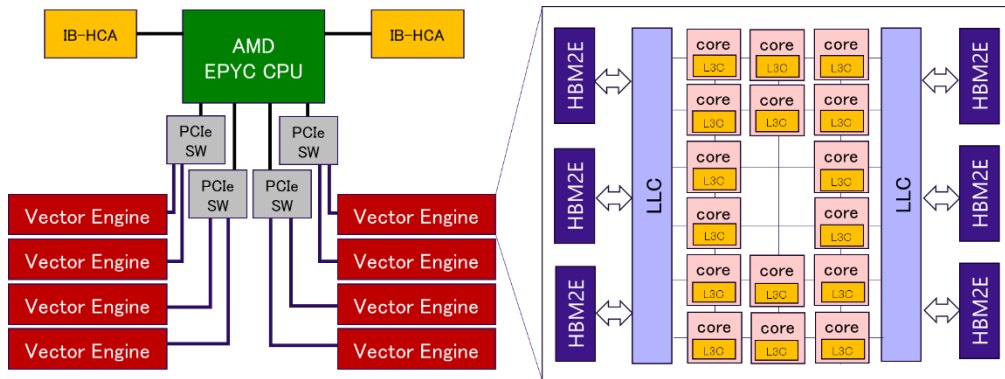 IB-HCA
AMD
EPYC CPU
IB-HCA
PCIe
SW
PCIe
SW
PCIe
SW
PCIe
SW
Vector Engine
Vector Engine
Vector Engine
Vector Engine
Vector Engine
Vector Engine
Vector Engine
Vector Engine
HBM2E
HBM2E
HBM2E
LLC
core
L3C
core
L3C
core
L3C
core
L3C
core
L3C
core
L3C
core
L3C
core
L3C
core
L3C
core
L3C
core
L3C
core
L3C
core
L3C
core
L3C
core
L3C
core
L3C
LLC
HBM2E
HBM2E
HBM2E